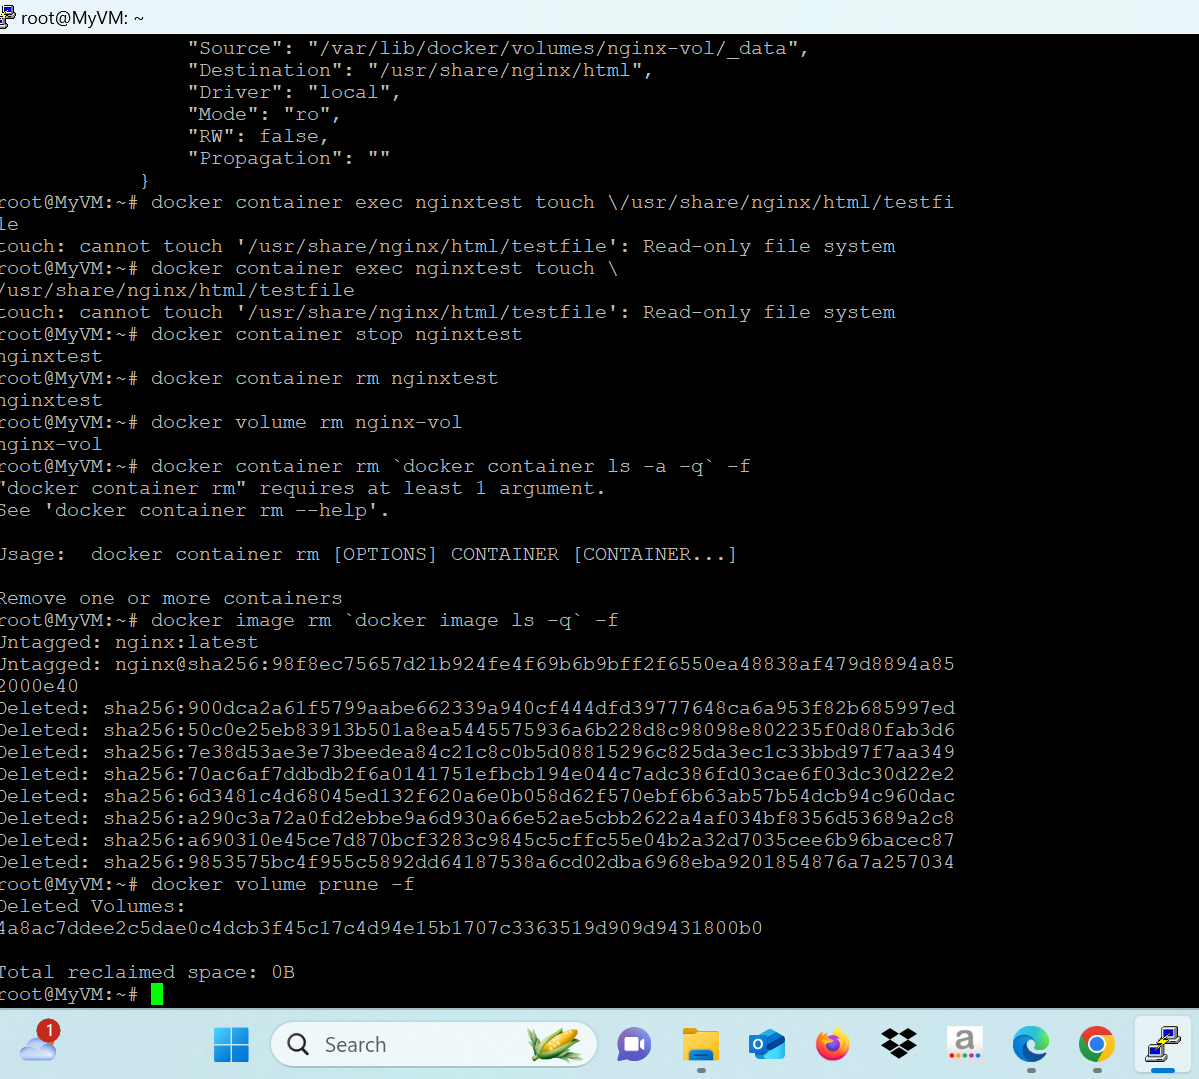 root@MyVM: ~
"Source": "/var/lib/docker/volumes/nginx-vol/_data",
"Destination": "/usr/share/nginx/html",
"Driver": "local",
"Mode": "ro",
"RW": false,
"Propagation": ""
}
root@MyVM:~# docker container exec nginxtest touch \/usr/share/nginx/html/testfi
le
touch: cannot touch '/usr/share/nginx/html/testfile': Read-only file system
root@MyVM:~# docker container exec nginxtest touch \
/usr/share/nginx/html/testfile
touch: cannot touch '/usr/share/nginx/html/testfile': Read-only file system
root@MyVM:~# docker container stop nginxtest
nginxtest
root@MyVM:~# docker container rm nginxtest
nginxtest
root@MyVM:~# docker volume rm nginx-vol
nginx-vol
root@MyVM:~# docker container rm `docker container ls -a -q` -f
"docker container rm" requires at least 1 argument.
See 'docker container rm --help'.
Usage:  docker container rm [OPTIONS] CONTAINER [CONTAINER...]
Remove one or more containers
root@MyVM:~# docker image rm `docker image ls -q` -f
Untagged: nginx:latest
Untagged: nginx@sha256:98f8ec75657d21b924fe4f69b6b9bff2f6550ea48838af479d8894a85
2000e40
Deleted: sha256:900dca2a61f5799aabe662339a940cf444dfd39777648ca6a953f82b685997ed
Deleted: sha256:50c0e25eb83913b501a8ea5445575936a6b228d8c98098e802235f0d80fab3d6
Deleted: sha256:7e38d53ae3e73beedea84c21c8c0b5d08815296c825da3ec1c33bbd97f7aa349
Deleted: sha256:70ac6af7ddbdb2f6a0141751efbcb194e044c7adc386fd03cae6f03dc30d22e2
Deleted: sha256:6d3481c4d68045ed132f620a6e0b058d62f570ebf6b63ab57b54dcb94c960dac
Deleted: sha256:a290c3a72a0fd2ebbe9a6d930a66e52ae5cbb2622a4af034bf8356d53689a2c8
Deleted: sha256:a690310e45ce7d870bcf3283c9845c5cffc55e04b2a32d7035cee6b96bacec87
Deleted: sha256:9853575bc4f955c5892dd64187538a6cd02dba6968eba9201854876a7a257034
root@MyVM:~# docker volume prune -f
Deleted Volumes:
4a8ac7ddee2c5dae0c4dcb3f45c17c4d94e15b1707c3363519d909d9431800b0
Total reclaimed space: 0B
root@MyVM:~#
1
Search
a